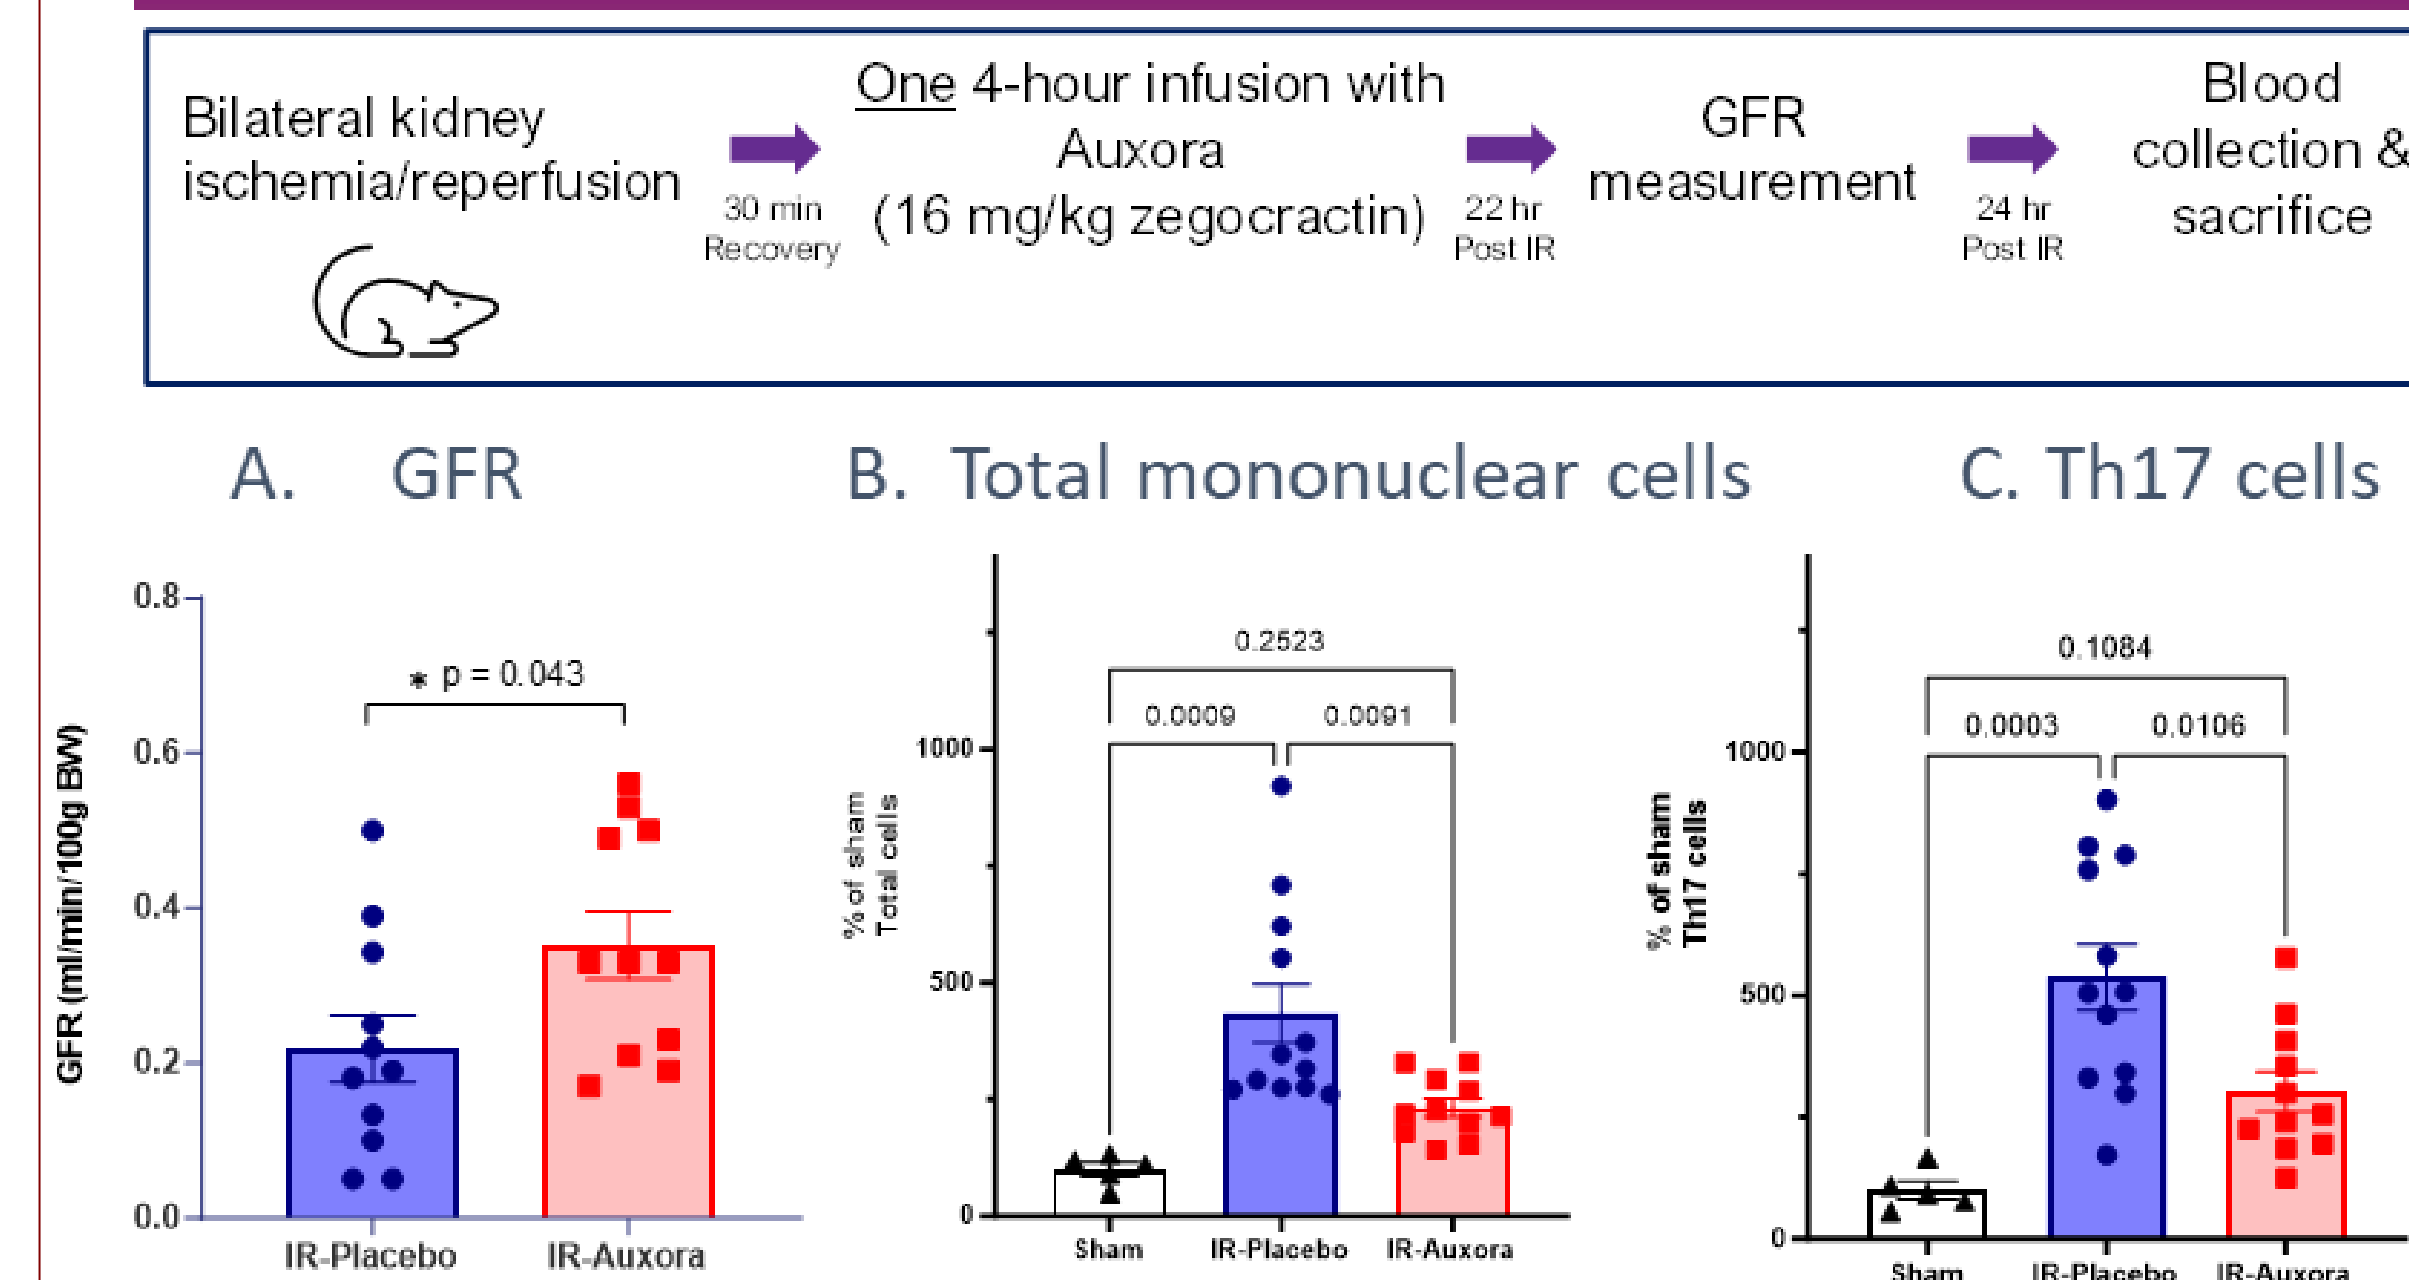 Bilateral kidney
ischemia/reperfusion
30 min
Recovery
One 4-hour infusion with
Auxora
(16 mg/kg zegocractin)
22 hr
Post IR
GFR
measurement
24 hr
Post IR
Blood
collection &
sacrifice
A. GFR
GFR (ml/min/100g BW)
0.8
0.6
0.4
0.2
0.0
* p = 0.043
IR-Placebo
IR-Auxora
B. Total mononuclear cells
% of sham
Total cells
1000
500
0
0.2523
0.0009
0.0091
Sham
IR-Placebo
IR-Auxora
C. Th17 cells
% of sham
Th17 cells
1000
500
0
0.1084
0.0003
0.0106
Sham
IR-Placebo
IR-Auxora